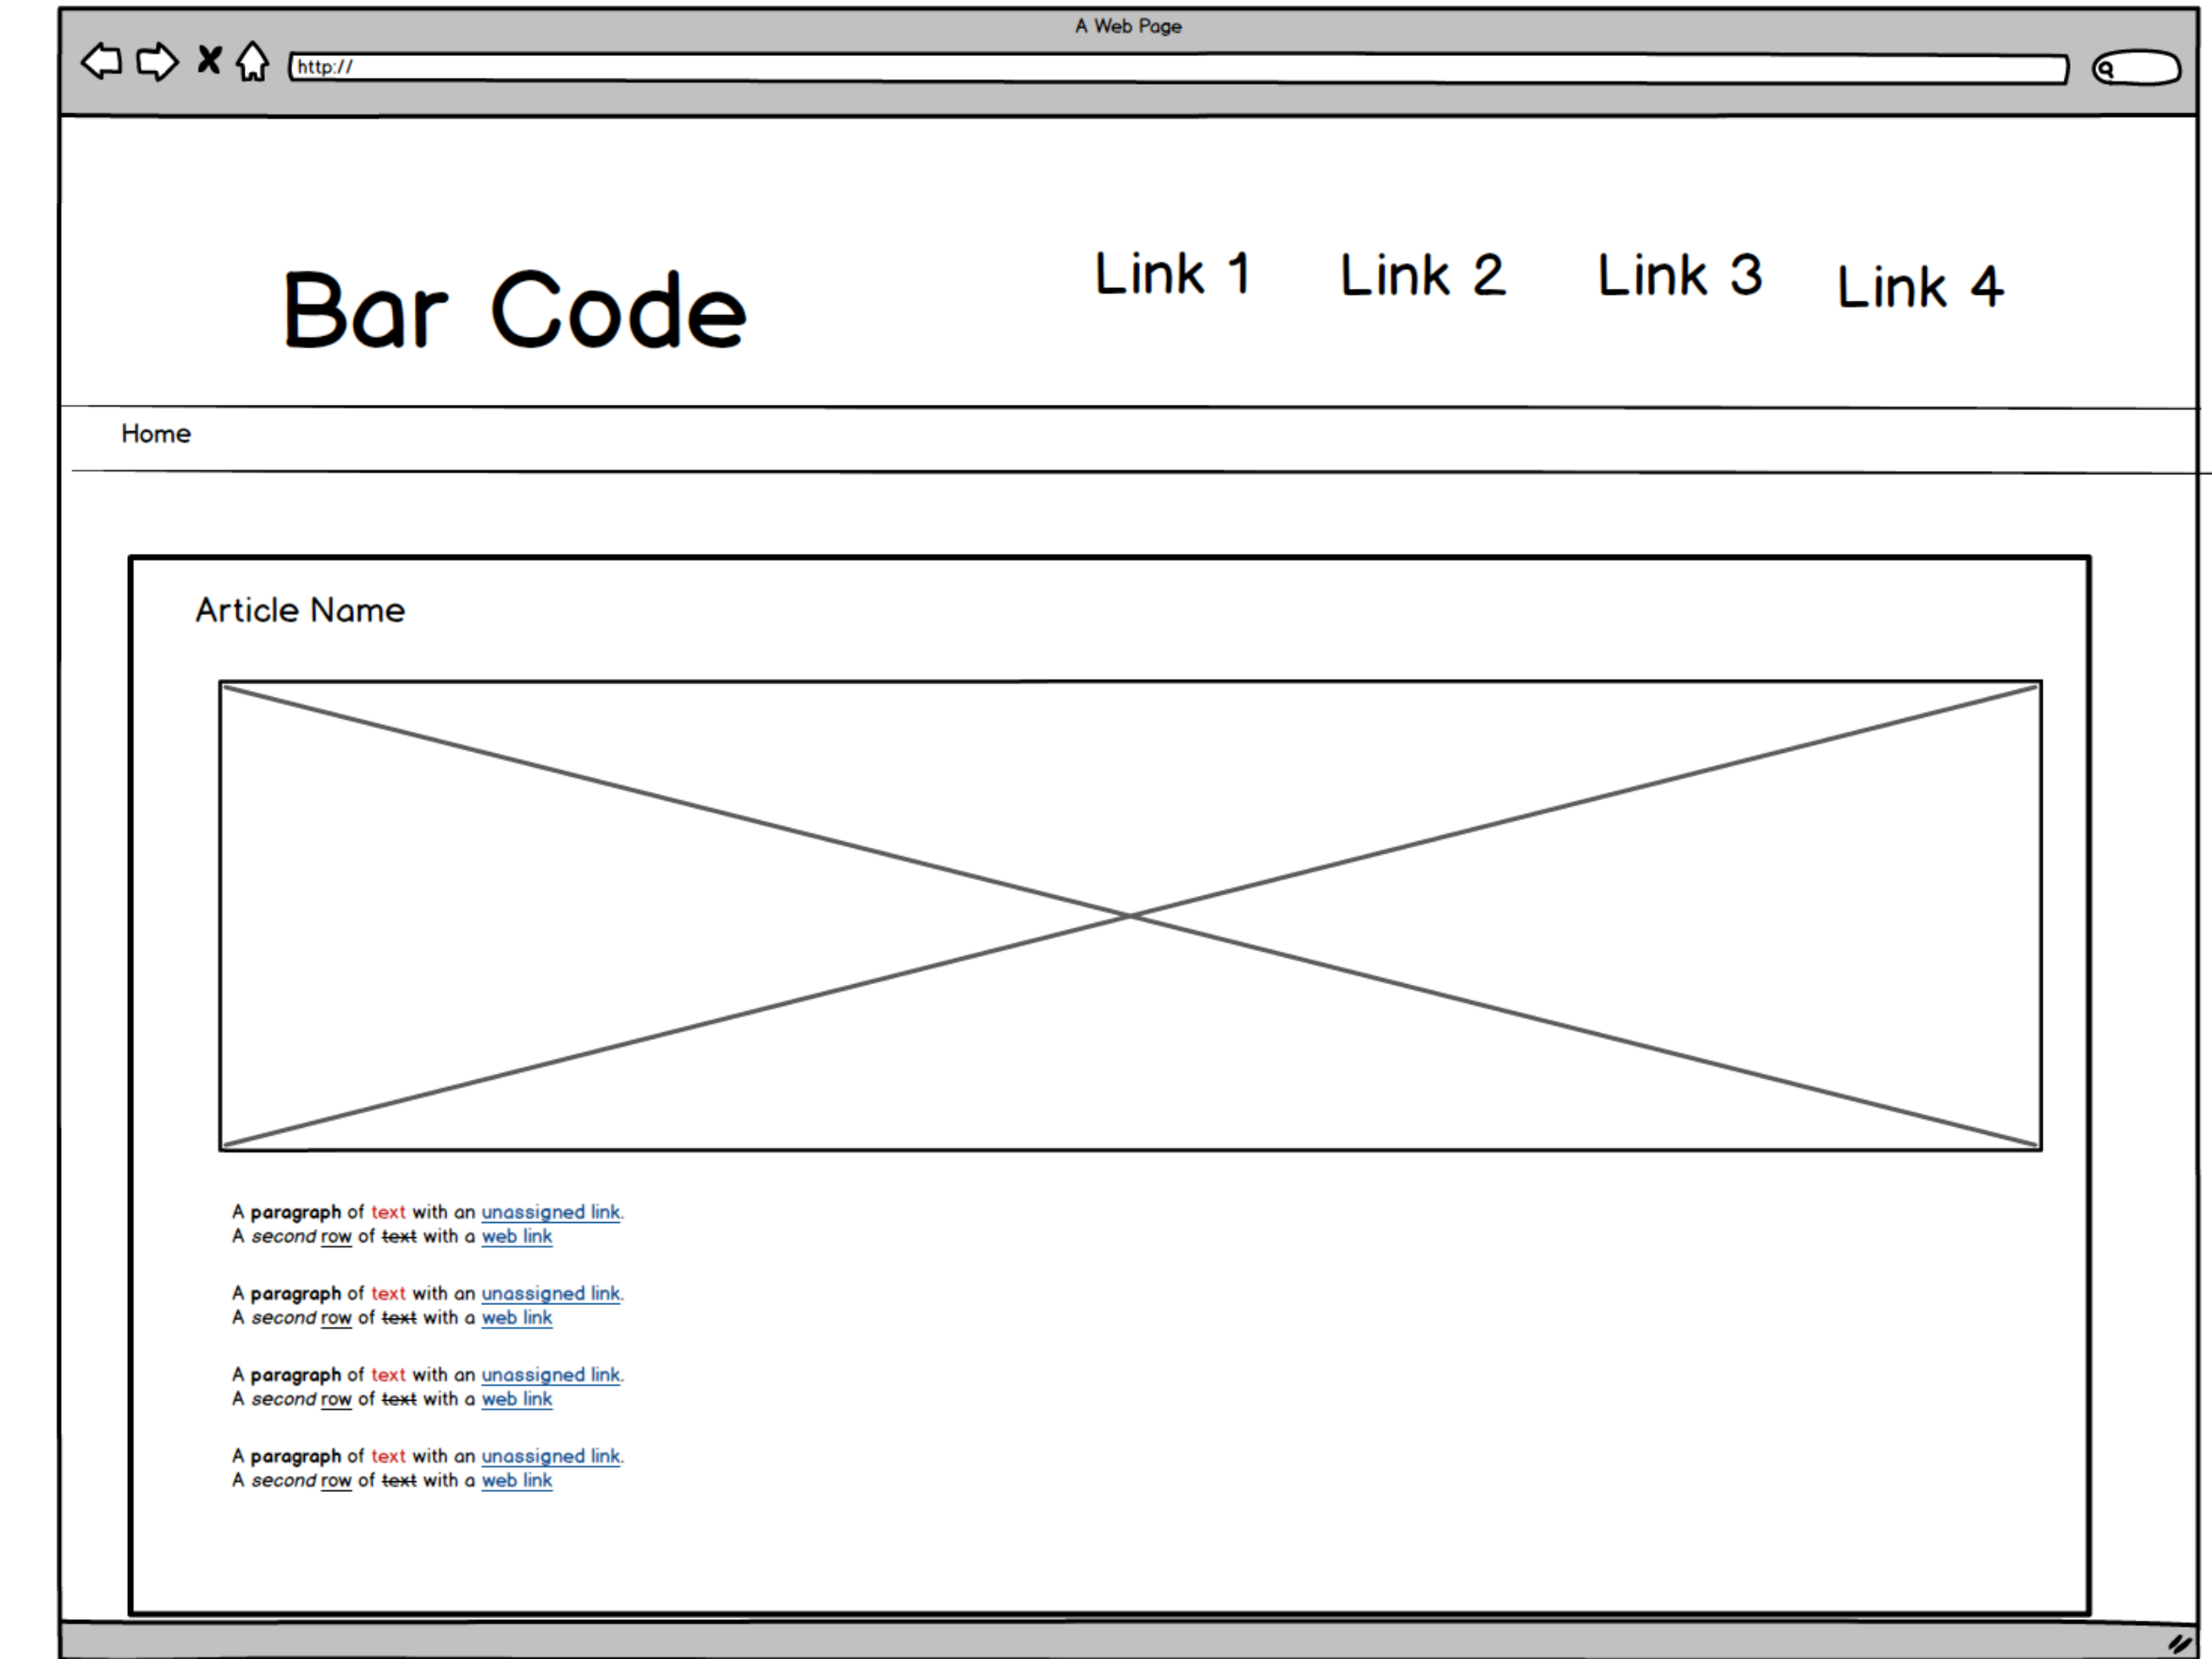 A Web Page
http://
Bar Code
Link 1
Link 2
Link 3
Link 4
Home
Article Name
A paragraph of text with an unassigned link.
A second row of text with a web link
A paragraph of text with an unassigned link.
A second row of text with a web link
A paragraph of text with an unassigned link.
A second row of text with a web link
A paragraph of text with an unassigned link.
A second row of text with a web link